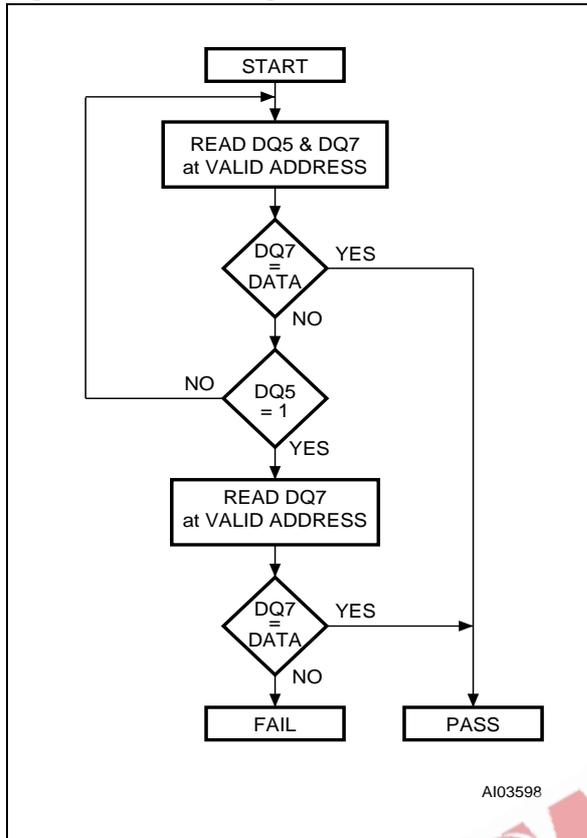 START
READ DQ5 & DQ7
at VALID ADDRESS
DQ7
=
DATA
YES
NO
DQ5
= 1
NO
YES
READ DQ7
at VALID ADDRESS
DQ7
=
DATA
YES
NO
FAIL
PASS
AI03598